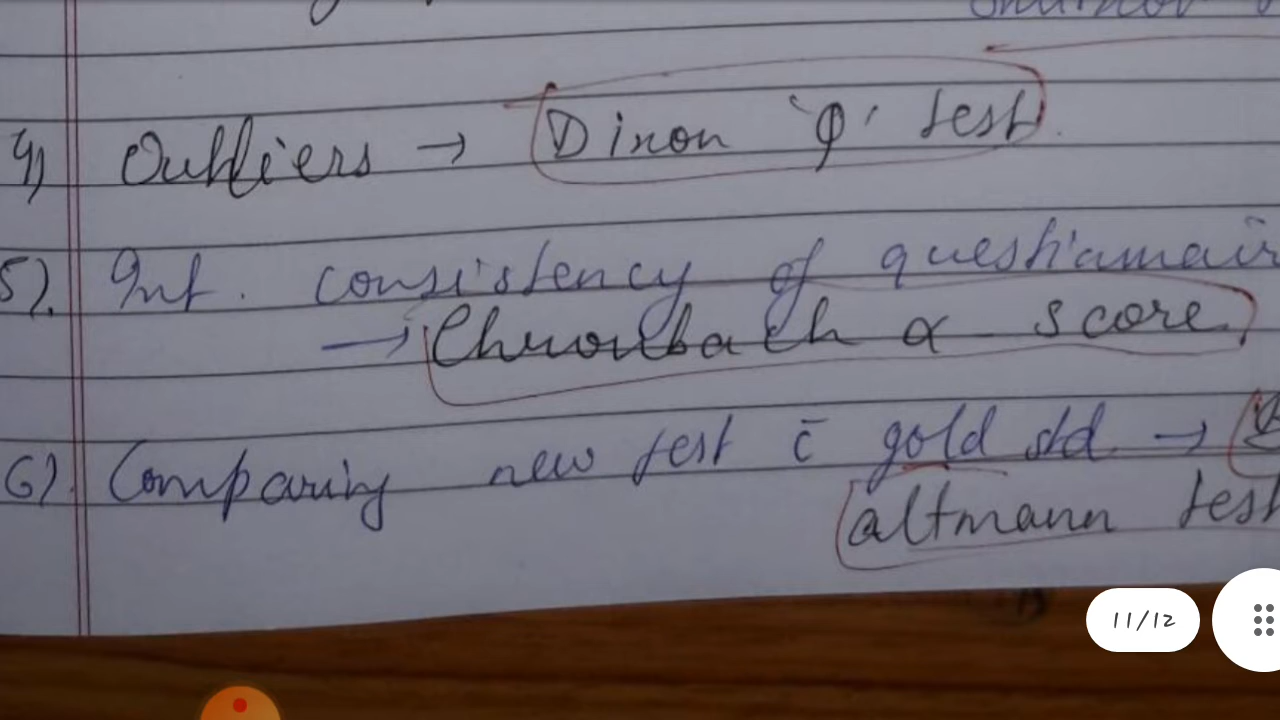 4) Outliers → Dixon 'Q' test
5). Int. consistency of questionnair
→ Chronbach α score
6). Comparing new test c̄ gold std. →
altmann test
11/12